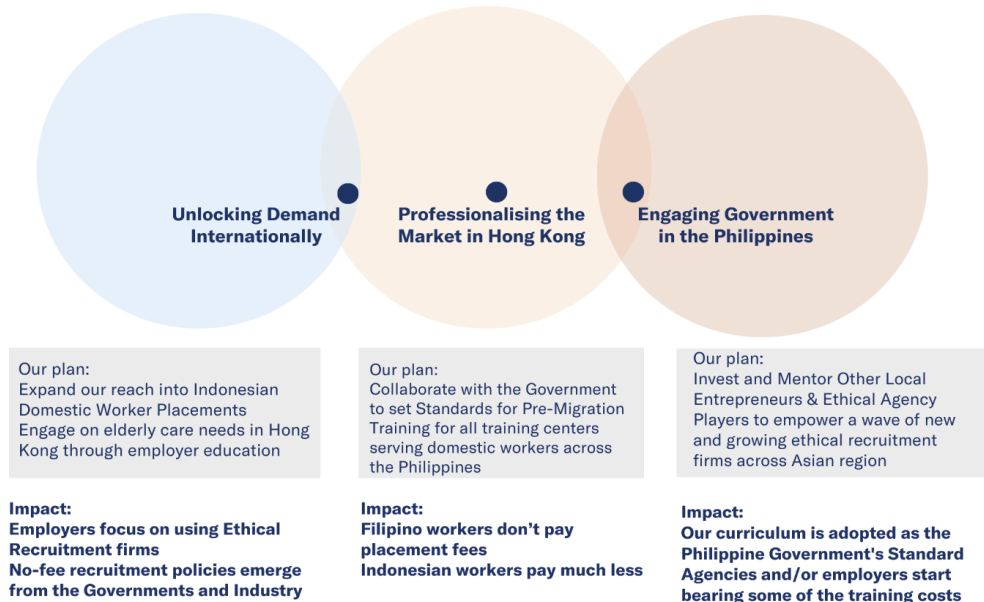 Unlocking Demand
Internationally
Professionalising the
Market in Hong Kong
Engaging Government
in the Philippines
Our plan:
Expand our reach into Indonesian
Domestic Worker Placements
Engage on elderly care needs in Hong
Kong through employer education
Our plan:
Collaborate with the Government
to set Standards for Pre-Migration
Training for all training centers
serving domestic workers across
the Philippines
Our plan:
Invest and Mentor Other Local
Entrepreneurs & Ethical Agency
Players to empower a wave of new
and growing ethical recruitment
firms across Asian region
Impact:
Employers focus on using Ethical
Recruitment firms
No-fee recruitment policies emerge
from the Governments and Industry
Impact:
Filipino workers don’t pay
placement fees
Indonesian workers pay much less
Impact:
Our curriculum is adopted as the
Philippine Government's Standard
Agencies and/or employers start
bearing some of the training costs